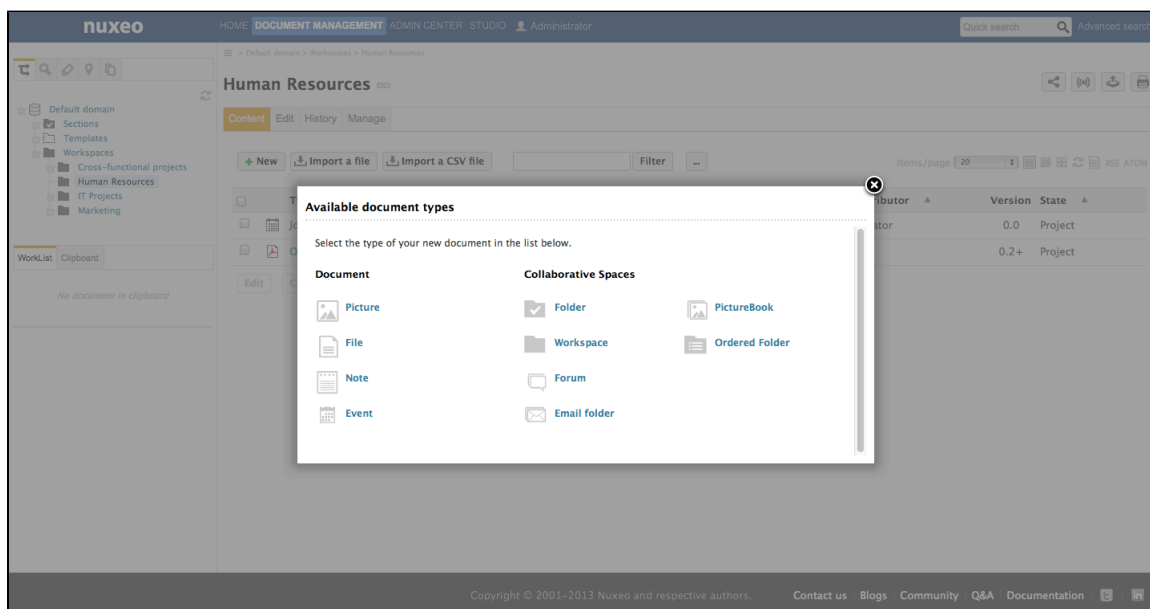 nuxeo
HOME DOCUMENT MANAGEMENT ADMIN CENTER STUDIO Administrator
Quick search Advanced search
> Default domain > Workspaces > Human Resources
Human Resources
Default domain
Sections
Templates
Workspaces
Cross-functional projects
Human Resources
IT Projects
Marketing
WorkList Clipboard
No document in clipboard
Content Edit History Manage
+ New Import a file Import a CSV file Filter ...
Items/page 20 RSS ATOM
Version State
0.0 Project
0.2+ Project
Edit
Available document types
Select the type of your new document in the list below.
Document Collaborative Spaces
Picture Folder PictureBook
File Workspace Ordered Folder
Note Forum
Event Email folder
Copyright © 2001-2013 Nuxeo and respective authors. Contact us Blogs Community Q&A Documentation